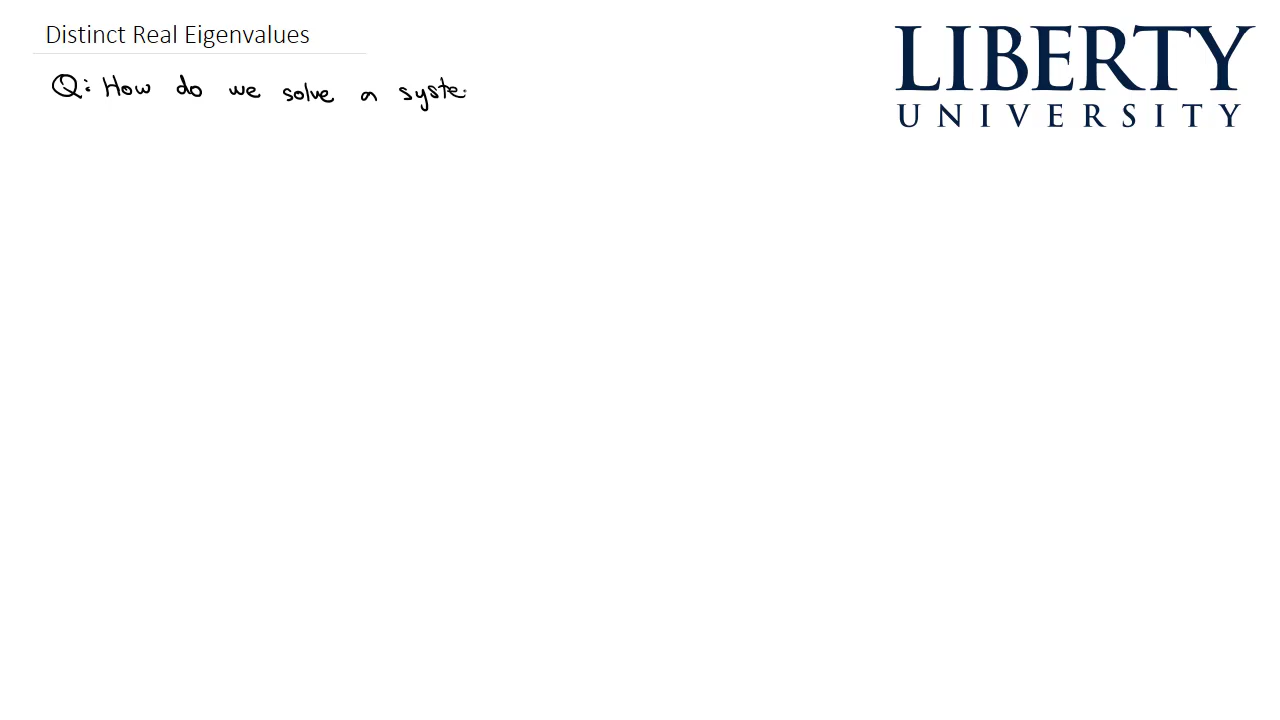 Distinct Real Eigenvalues
LIBERTY
UNIVERSITY
Q: How do we solve a syste